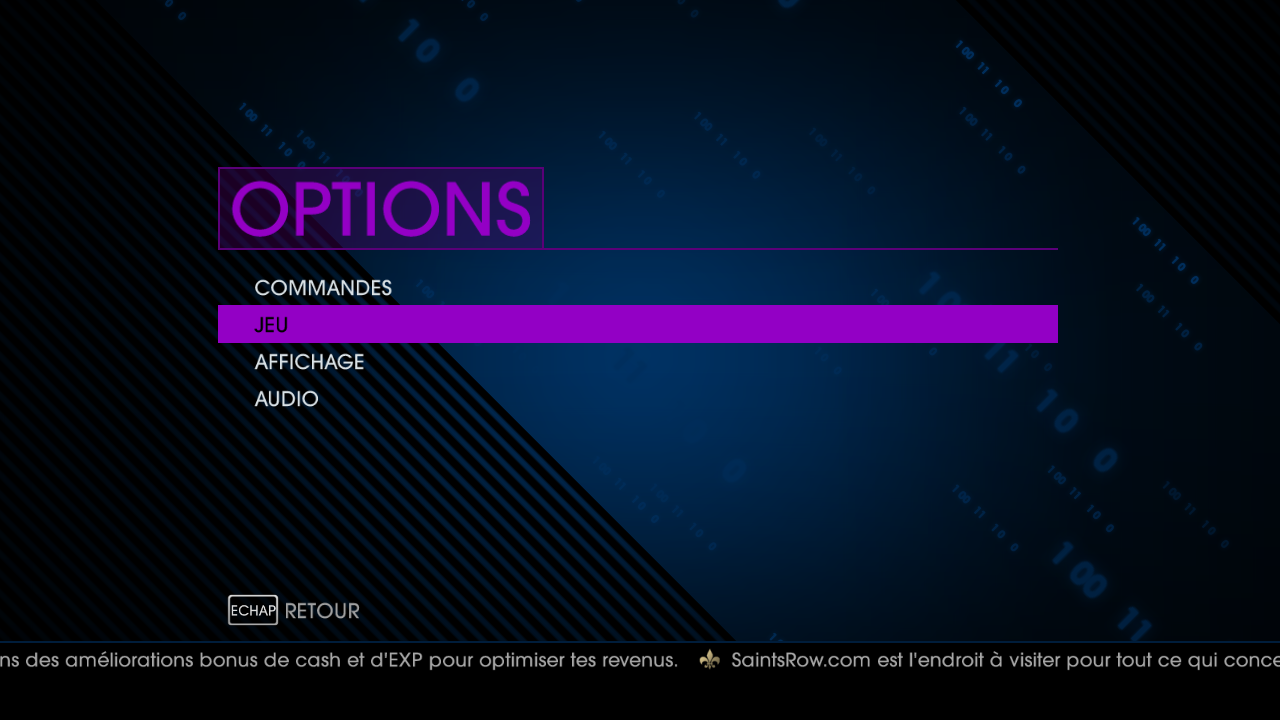 OPTIONS
COMMANDES
JEU
AFFICHAGE
AUDIO
ECHAP RETOUR
ns des améliorations bonus de cash et d'EXP pour optimiser tes revenus. SaintsRow.com est l'endroit à visiter pour tout ce qui conce